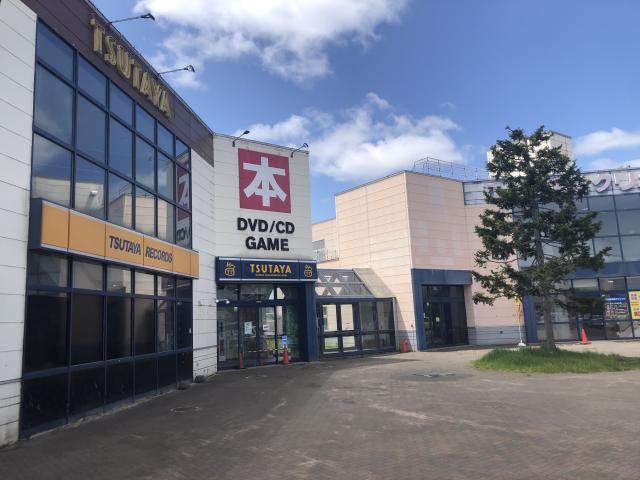 TSUTAYA
TSUTAYA RECORDS
本
DVD/CD
GAME
TSUTAYA